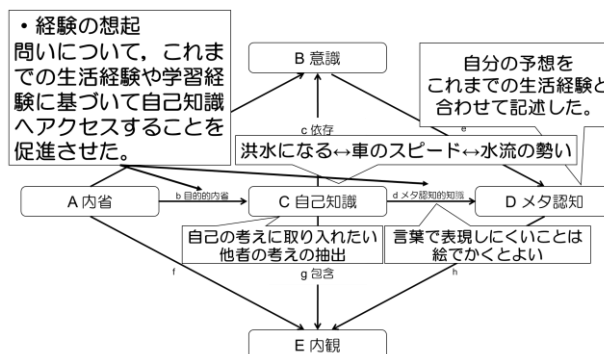 ・経験の想起
問いについて，これま
での生活経験や学習経
験に基づいて自己知識
へアクセスすることを
促進させた。
B 意識
自分の予想を
これまでの生活経験と
合わせて記述した。
c 依存
e
洪水になる↔車のスピード↔水流の勢い
A 内省
b 目的的内省
C 自己知識
d メタ認知的知識
D メタ認知
自己の考えに取り入れたい
他者の考えの抽出
言葉で表現しにくいことは
絵でかくとよい
f
g 包含
h
E 内観